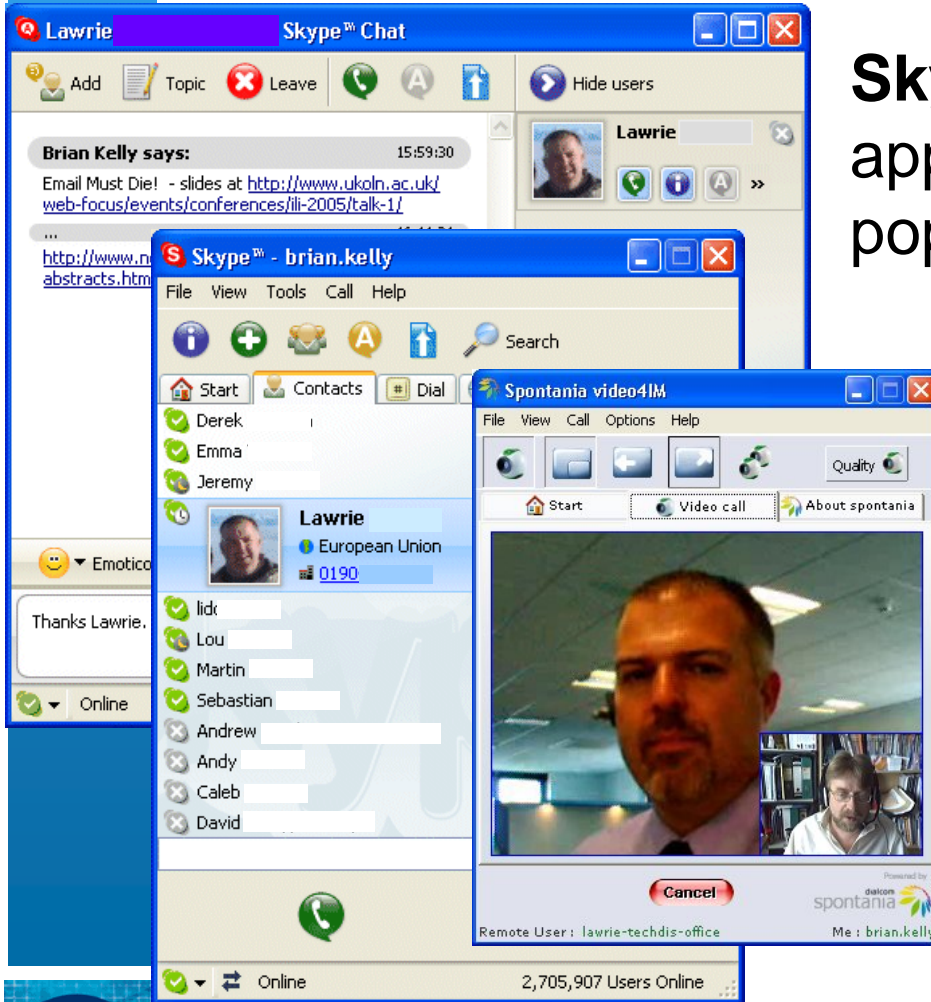 Lawrie Skype™ Chat
Add Topic Leave Hide users
Brian Kelly says: 15:59:30
Email Must Die! - slides at http://www.ukoln.ac.uk/
web-focus/events/conferences/ili-2005/talk-1/
...
http://www.n
abstracts.htm
Lawrie
Emotico
Thanks Lawrie.
Online
Skype™ - brian.kelly
File View Tools Call Help
Search
Start Contacts Dial
Derek
Emma
Jeremy
Lawrie
European Union
0190
lido
Lou
Martin
Sebastian
Andrew
Andy
Caleb
David
Online 2,705,907 Users Online
Spontania video4IM
File View Call Options Help
Quality
Start Video call About spontania
Cancel
Powered by
dialcom
spontania
Remote User : lawrie-techdis-office Me : brian.kelly
Sky
app
pop